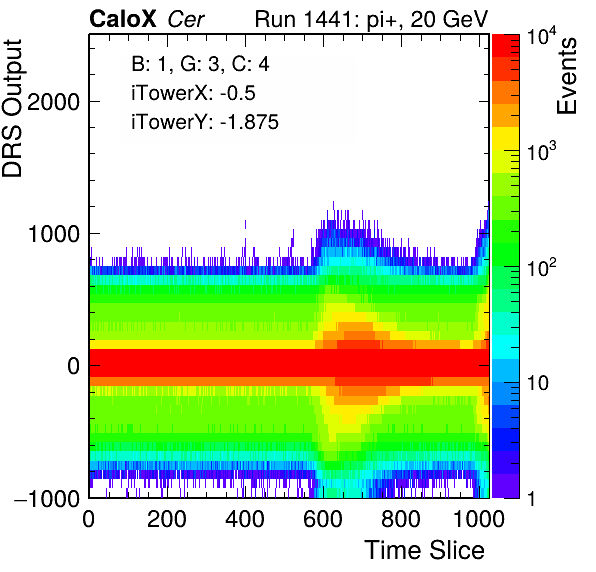 CaloX Cer Run 1441: pi+, 20 GeV
B: 1, G: 3, C: 4
iTowerX: -0.5
iTowerY: -1.875
DRS Output
2000
1000
0
−1000
0 200 400 600 800 1000
Time Slice
Events
10^4
10^3
10^2
10
1